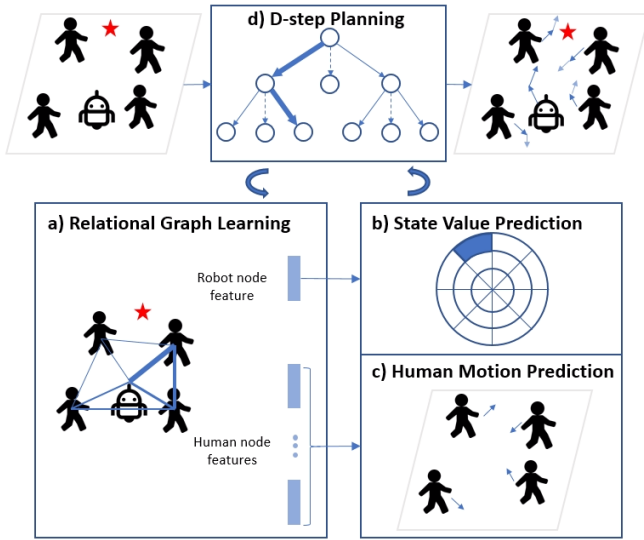 d) D-step Planning
a) Relational Graph Learning
Robot node
feature
Human node
features
b) State Value Prediction
c) Human Motion Prediction